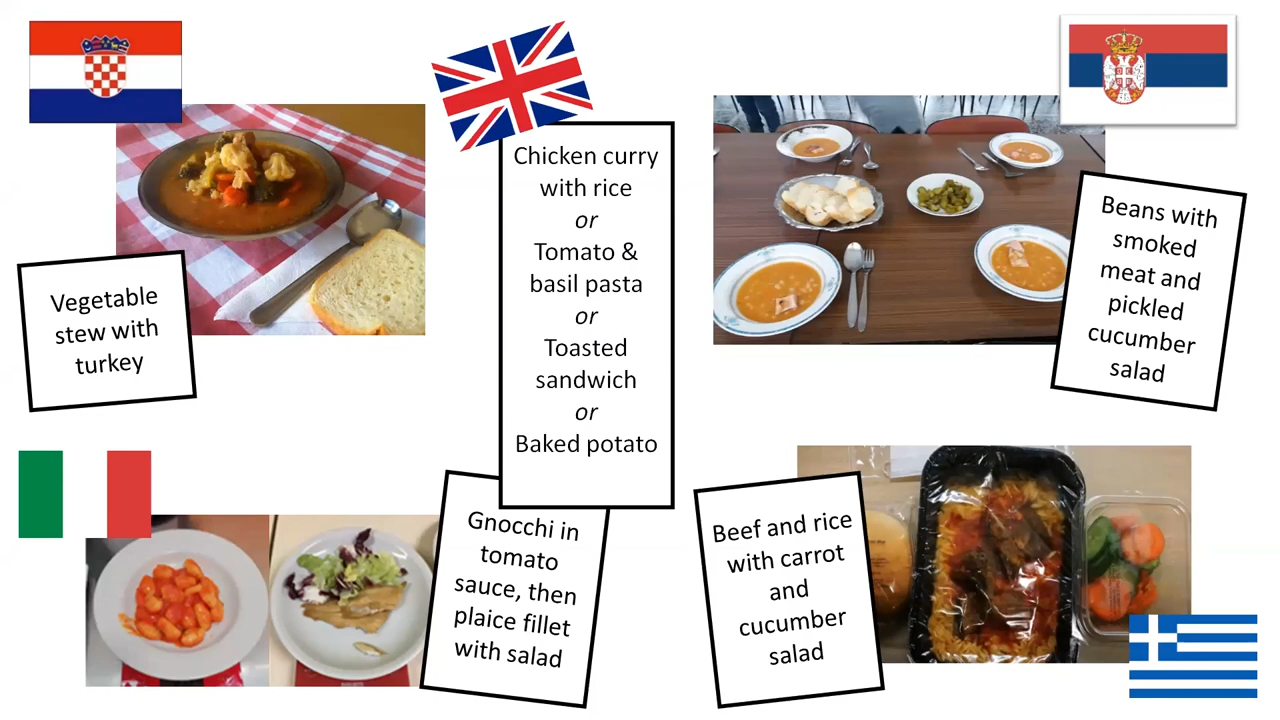 Vegetable
stew with
turkey
Chicken curry
with rice
or
Tomato &
basil pasta
or
Toasted
sandwich
or
Baked potato
Beans with
smoked
meat and
pickled
cucumber
salad
Gnocchi in
tomato
sauce, then
plaice fillet
with salad
Beef and rice
with carrot
and
cucumber
salad